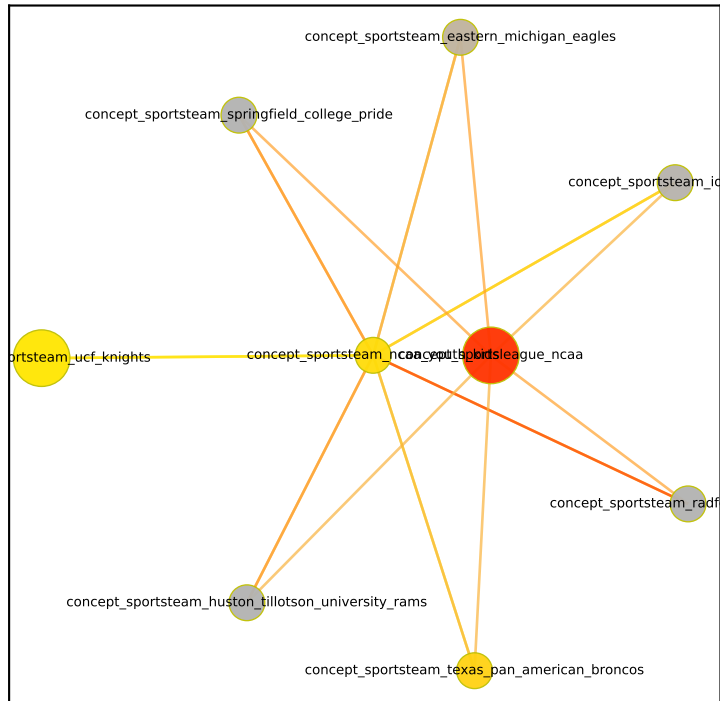 concept_sportsteam_eastern_michigan_eagles
concept_sportsteam_springfield_college_pride
concept_sportsteam_id
ortsteam_ucf_knights
concept_sportsteam_ncaa_youth_kids
concept_sportsleague_ncaa
concept_sportsteam_radf
concept_sportsteam_huston_tillotson_university_rams
concept_sportsteam_texas_pan_american_broncos